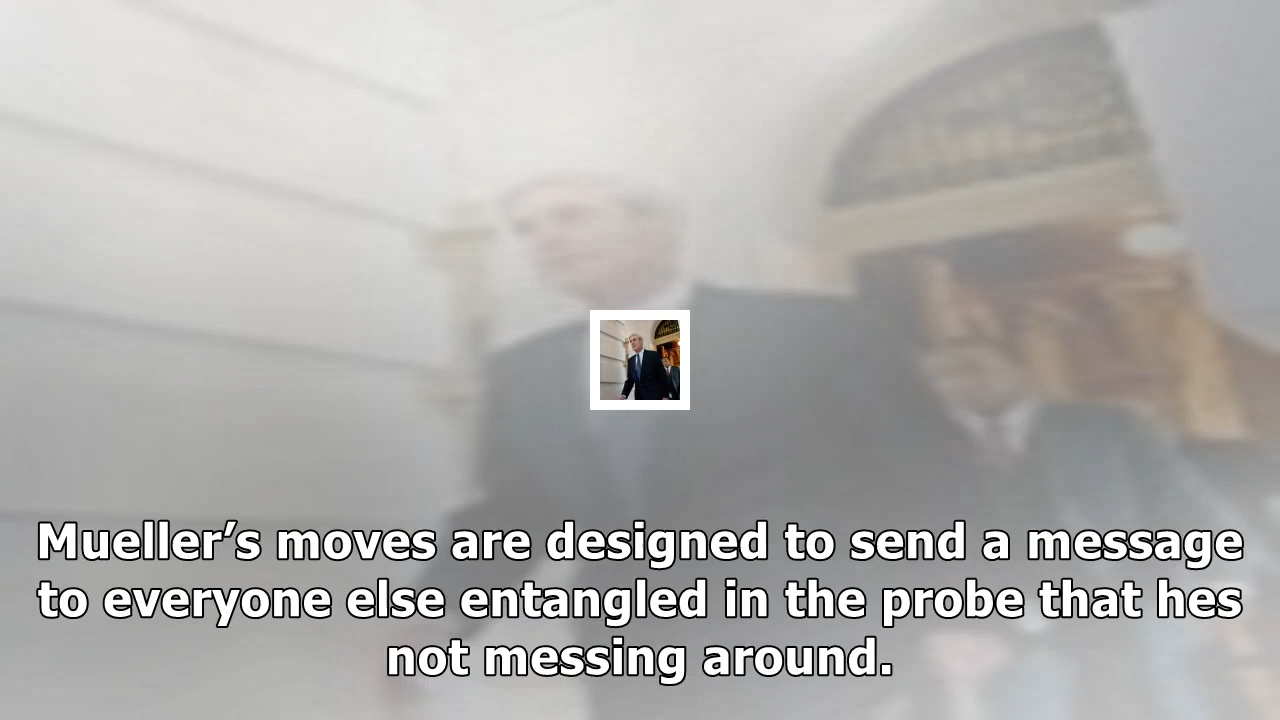 Mueller’s moves are designed to send a message
to everyone else entangled in the probe that hes
not messing around.